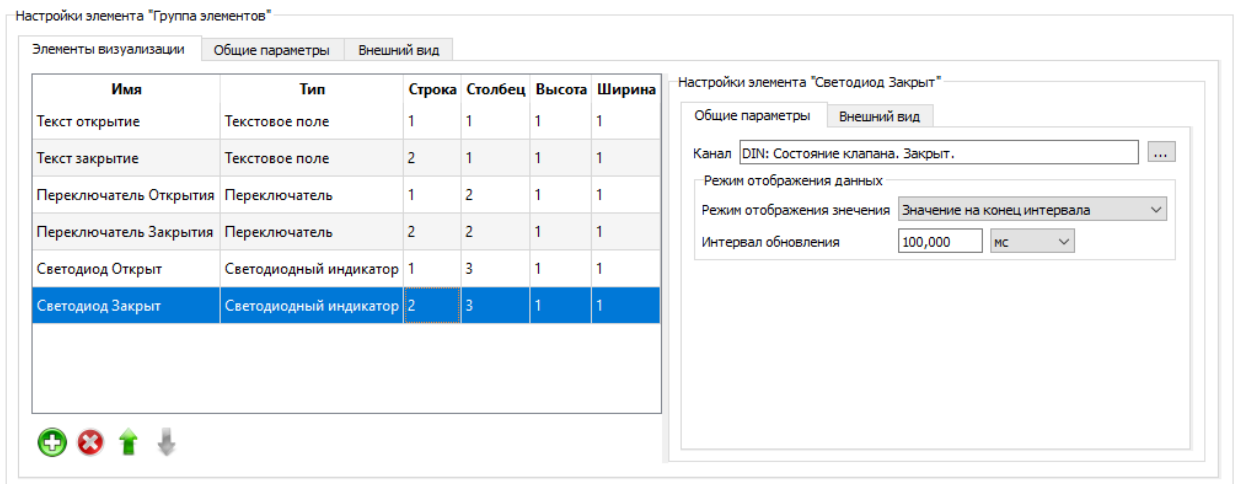 Настройки элемента "Группа элементов"
Элементы визуализации Общие параметры Внешний вид
Имя Тип Строка Столбец Высота Ширина
Текст открытие Текстовое поле 1 1 1 1
Текст закрытие Текстовое поле 2 1 1 1
Переключатель Открытия Переключатель 1 2 1 1
Переключатель Закрытия Переключатель 2 2 1 1
Светодиод Открыт Светодиодный индикатор 1 3 1 1
Светодиод Закрыт Светодиодный индикатор 2 3 1 1
Настройки элемента "Светодиод Закрыт"
Общие параметры Внешний вид
Канал DIN: Состояние клапана. Закрыт. ...
Режим отображения данных
Режим отображения знечения Значение на конец интервала
Интервал обновления 100,000 мс